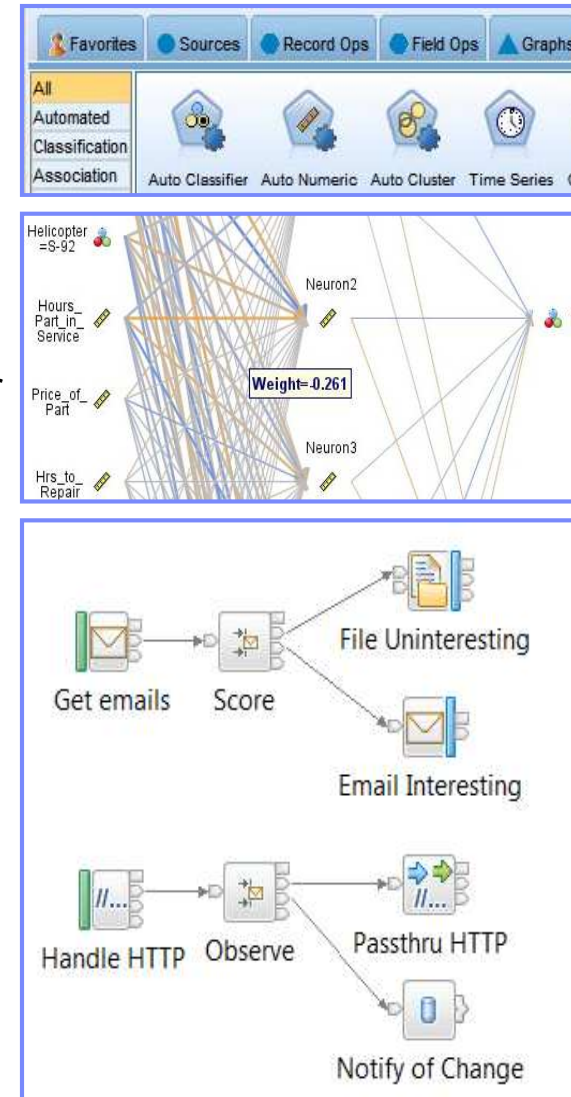 Favorites Sources Record Ops Field Ops Graphs
All
Automated
Classification
Association
Auto Classifier Auto Numeric Auto Cluster Time Series
Helicopter
=S-92
Neuron2
Hours_
Part_in_
Service
Weight=-0.261
Price_of_
Part
Neuron3
Hrs_to_
Repair
File Uninteresting
Get emails Score
Email Interesting
//...
//...
Handle HTTP Observe Passthru HTTP
Notify of Change